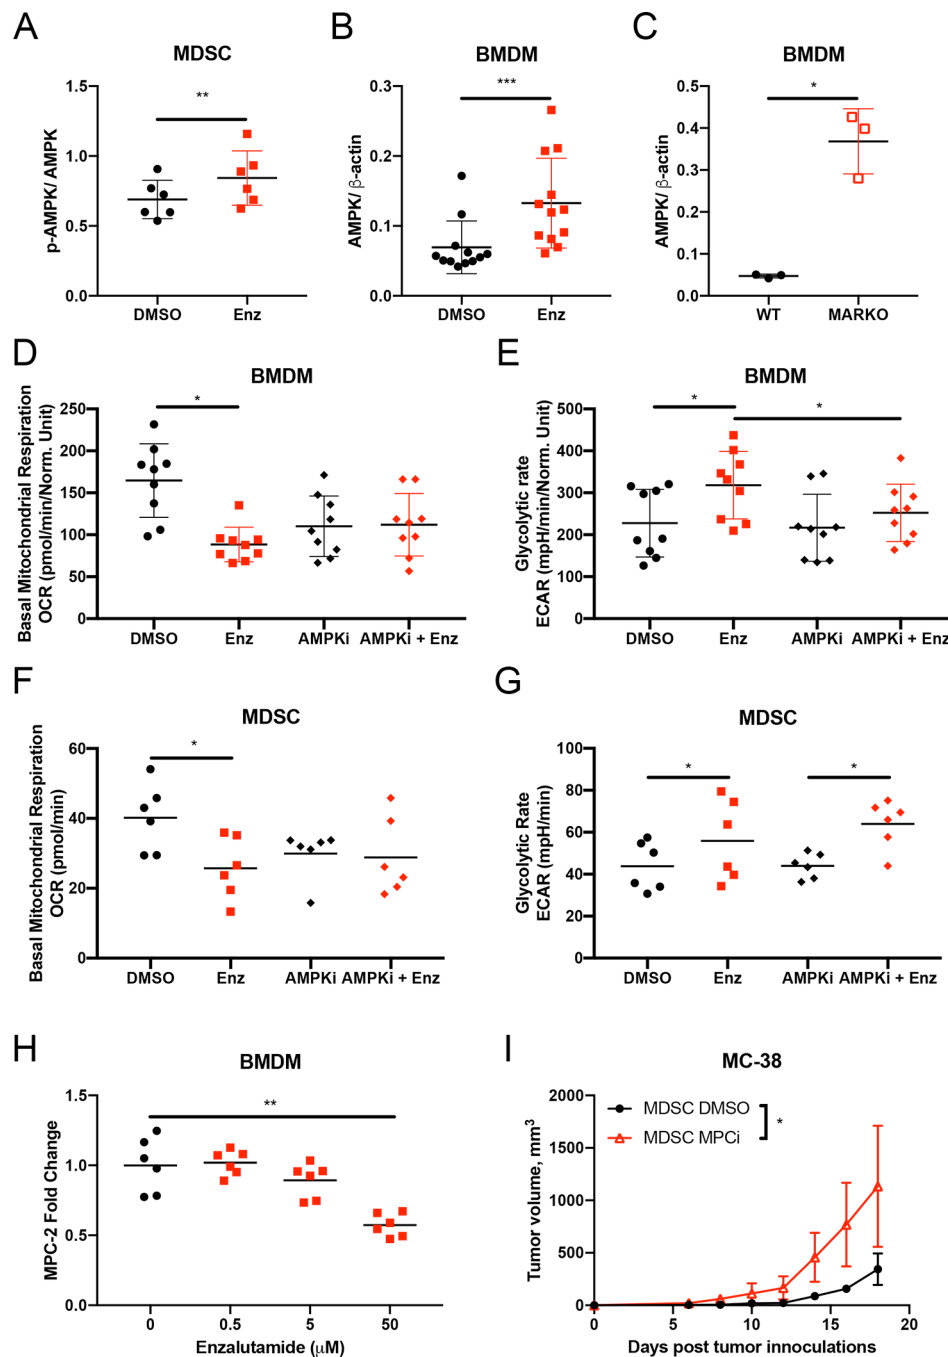 A
MDSC
**
p-AMPK/ AMPK
1.5
1.0
0.5
0.0
DMSO Enz
B
BMDM
***
AMPK/ β-actin
0.3
0.2
0.1
0.0
DMSO Enz
C
BMDM
*
AMPK/ β-actin
0.5
0.4
0.3
0.2
0.1
0.0
WT MARKO
D
BMDM
*
Basal Mitochondrial Respiration
OCR (pmol/min/Norm. Unit)
250
200
150
100
50
0
DMSO Enz AMPKi AMPKi + Enz
E
BMDM
* *
Glycolytic rate
ECAR (mpH/min/Norm. Unit)
500
400
300
200
100
0
DMSO Enz AMPKi AMPKi + Enz
F
MDSC
*
Basal Mitochondrial Respiration
OCR (pmol/min)
60
40
20
0
DMSO Enz AMPKi AMPKi + Enz
G
MDSC
* *
Glycolytic Rate
ECAR (mpH/min)
100
80
60
40
20
0
DMSO Enz AMPKi AMPKi + Enz
H
BMDM
**
MPC-2 Fold Change
1.5
1.0
0.5
0.0
0 0.5 5 50
Enzalutamide (μM)
I
MC-38
MDSC DMSO
MDSC MPCi
*
Tumor volume, mm3
2000
1500
1000
500
0
0 5 10 15 20
Days post tumor innoculations